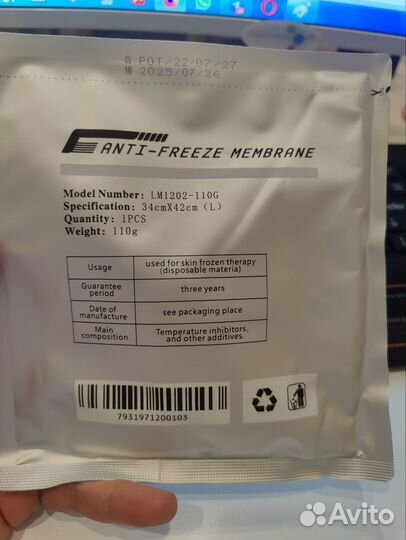 POT/22/07/27
2025/07/26
ANTI-FREEZE MEMBRANE
Model Number: LM1202-110G
Specification: 34cmX42cm (L)
Quantity: 1PCS
Weight: 110g
Usage used for skin frozen therapy (disposable materia)
Guarantee period three years
Date of manufacture see packaging place
Main composition Temperature inhibitors, and other additives.
7931971200103
Avito